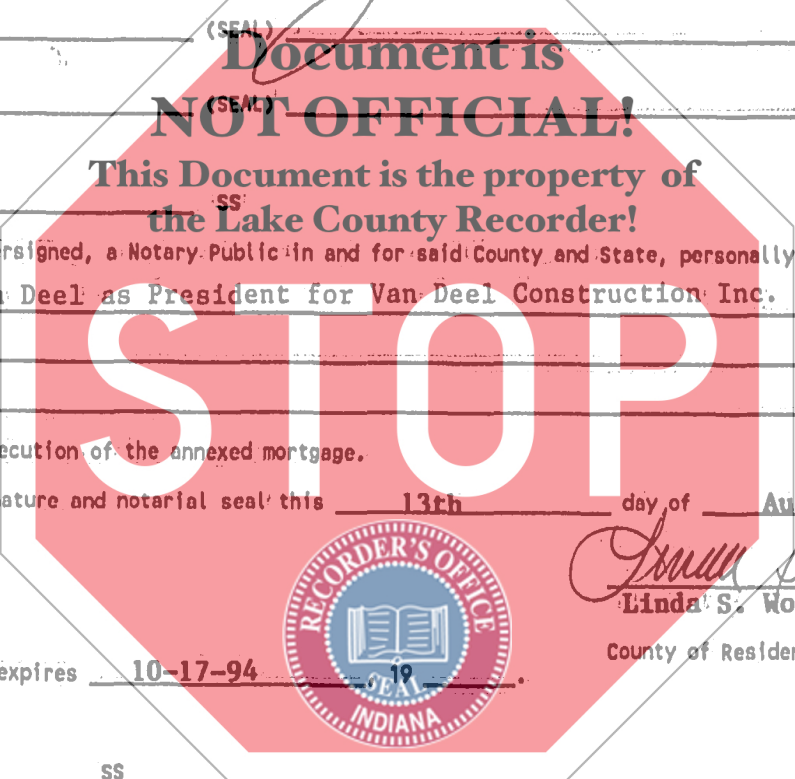 (SEAL)
Document is
(SEAL)
NOT OFFICIAL!
This Document is the property of
SS
the Lake County Recorder!
rsigned, a Notary Public in and for said County and State, personally
Deel as President for Van Deel Construction Inc.
STOP
ecution of the annexed mortgage.
ature and notarial seal this 13th day of Au
Linda S. Wo
County of Residen
expires 10-17-94 , 19 .
RECORDER'S OFFICE
SEAL
INDIANA
SS